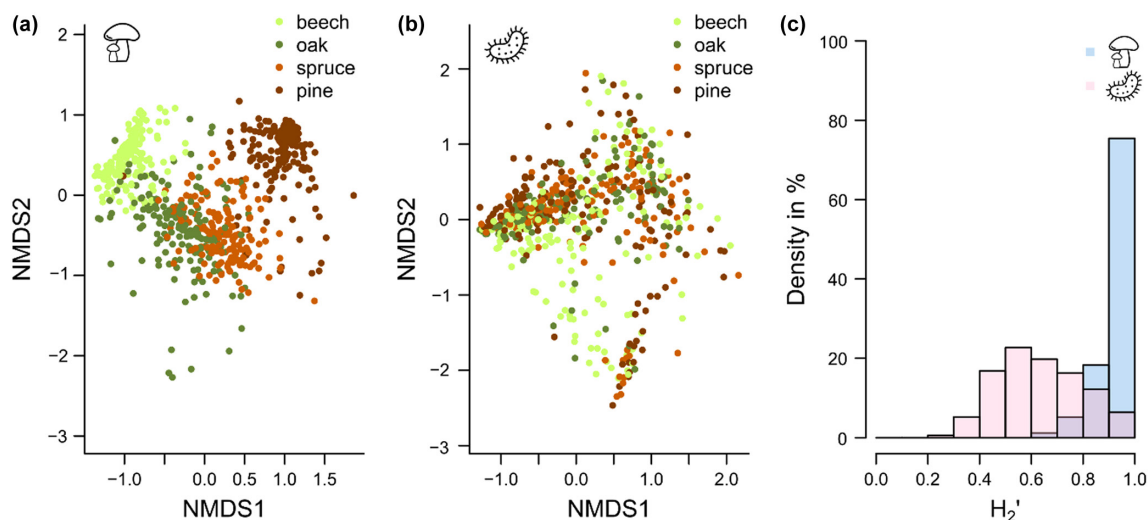 (a)
beech
oak
spruce
pine
2
1
0
−1
−2
−3
NMDS2
−1.0
0.0
0.5
1.0
1.5
NMDS1
(b)
beech
oak
spruce
pine
2
1
0
−1
−2
−3
NMDS2
−1.0
0.0
1.0
2.0
NMDS1
(c)
100
80
60
40
20
0
Density in %
0.0
0.2
0.4
0.6
0.8
1.0
H2'